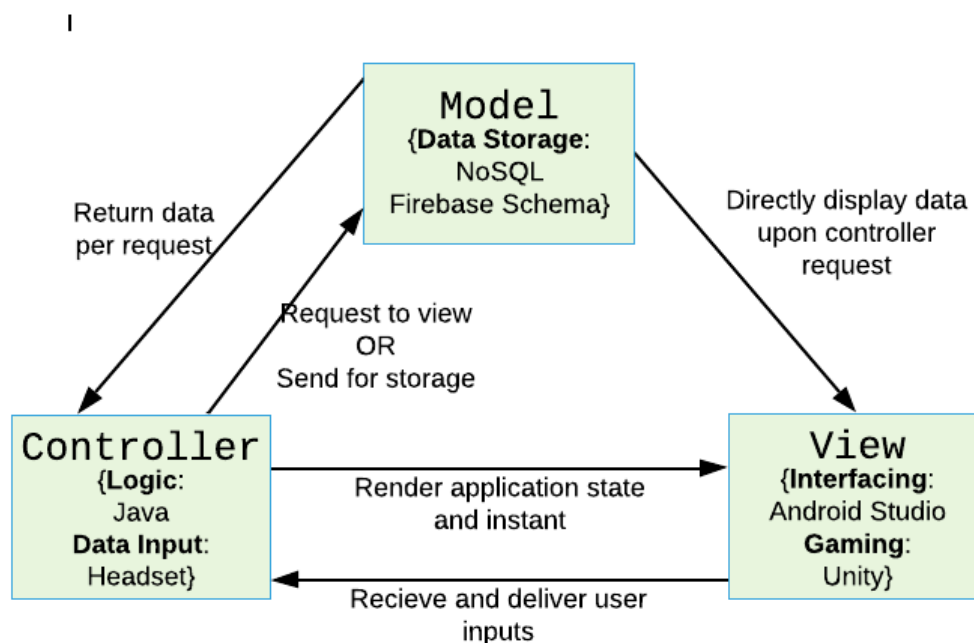 I
Model
{Data Storage:
NoSQL
Firebase Schema}
Return data
per request
Directly display data
upon controller
request
Request to view
OR
Send for storage
Controller
{Logic:
Java
Data Input:
Headset}
Render application state
and instant
View
{Interfacing:
Android Studio
Gaming:
Unity}
Recieve and deliver user
inputs